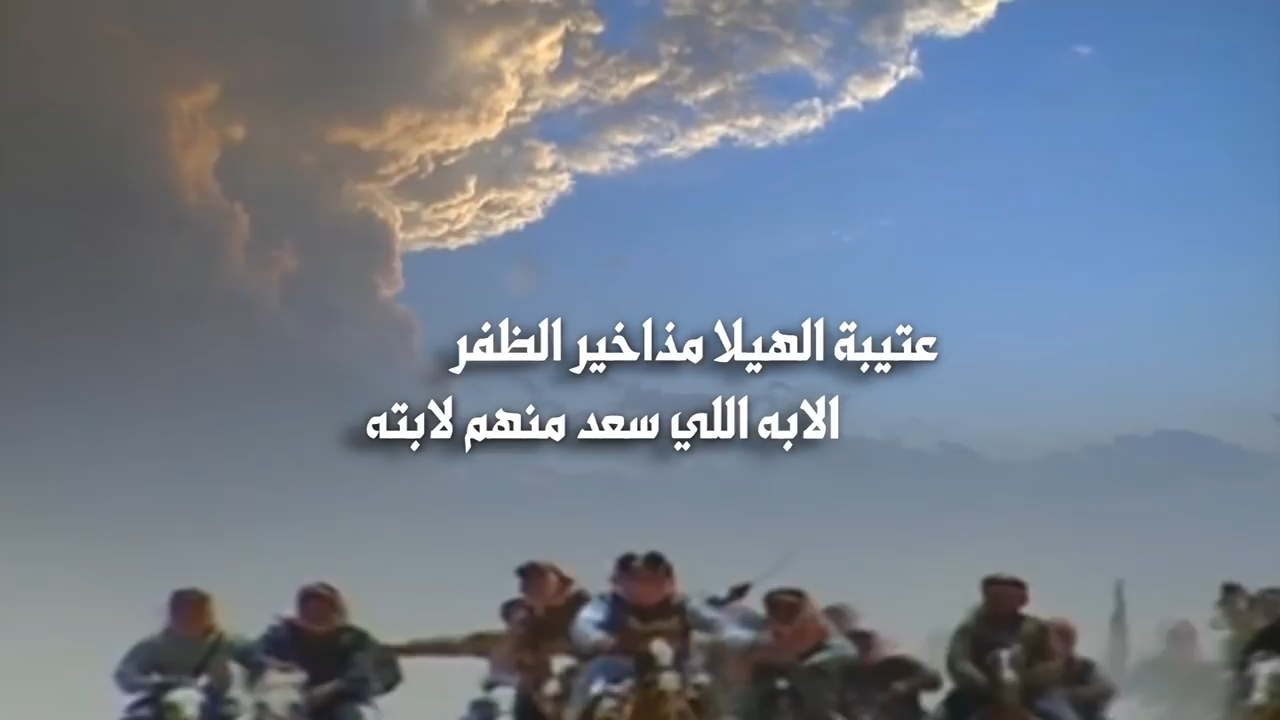 عتيبة الهيلا مذاخير الظفر
الابه اللي سعد منهم لابته